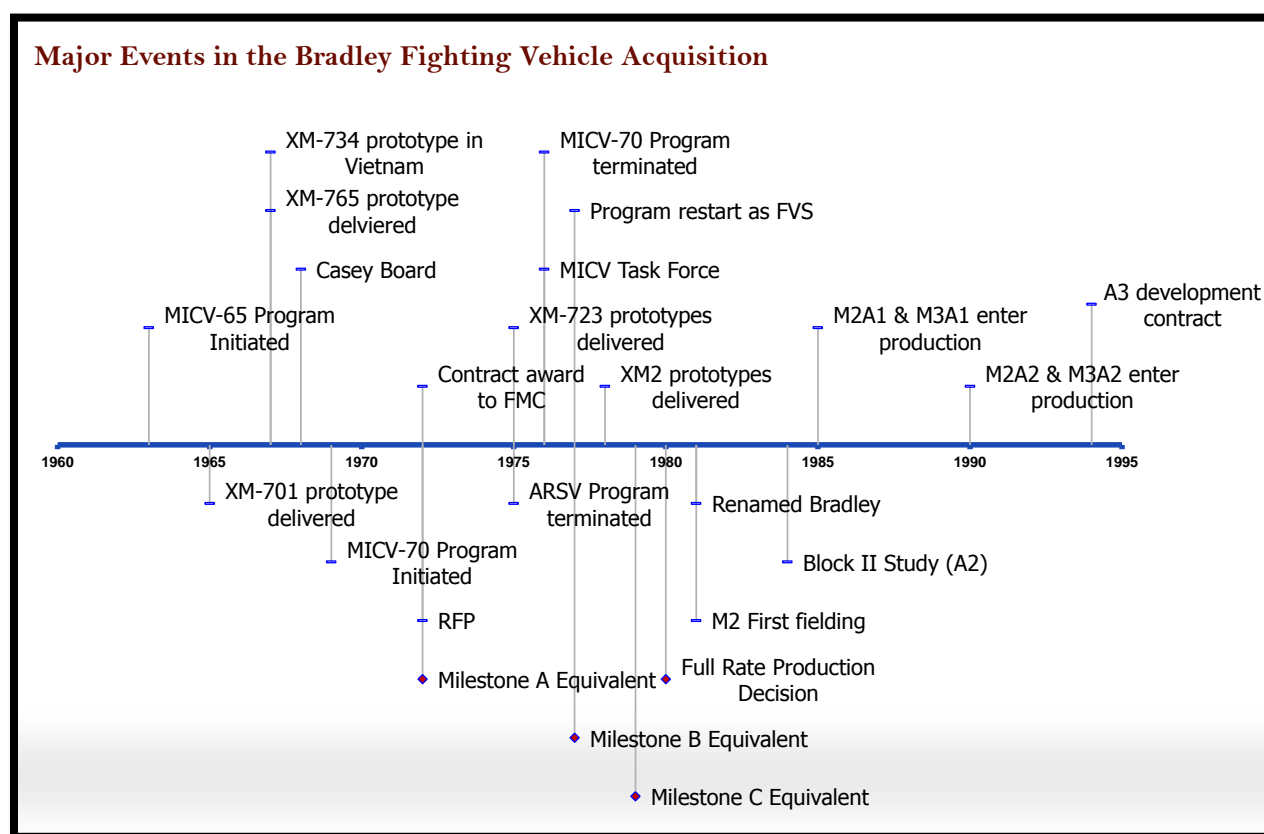 Major Events in the Bradley Fighting Vehicle Acquisition
XM-734 prototype in
Vietnam
MICV-70 Program
terminated
XM-765 prototype
delviered
Program restart as FVS
Casey Board
MICV Task Force
A3 development
contract
MICV-65 Program
Initiated
XM-723 prototypes
delivered
M2A1 & M3A1 enter
production
Contract award
to FMC
XM2 prototypes
delivered
M2A2 & M3A2 enter
production
1960 1965 1970 1975 1980 1985 1990 1995
XM-701 prototype
delivered
ARSV Program
terminated
Renamed Bradley
MICV-70 Program
Initiated
Block II Study (A2)
RFP
M2 First fielding
Milestone A Equivalent
Full Rate Production
Decision
Milestone B Equivalent
Milestone C Equivalent